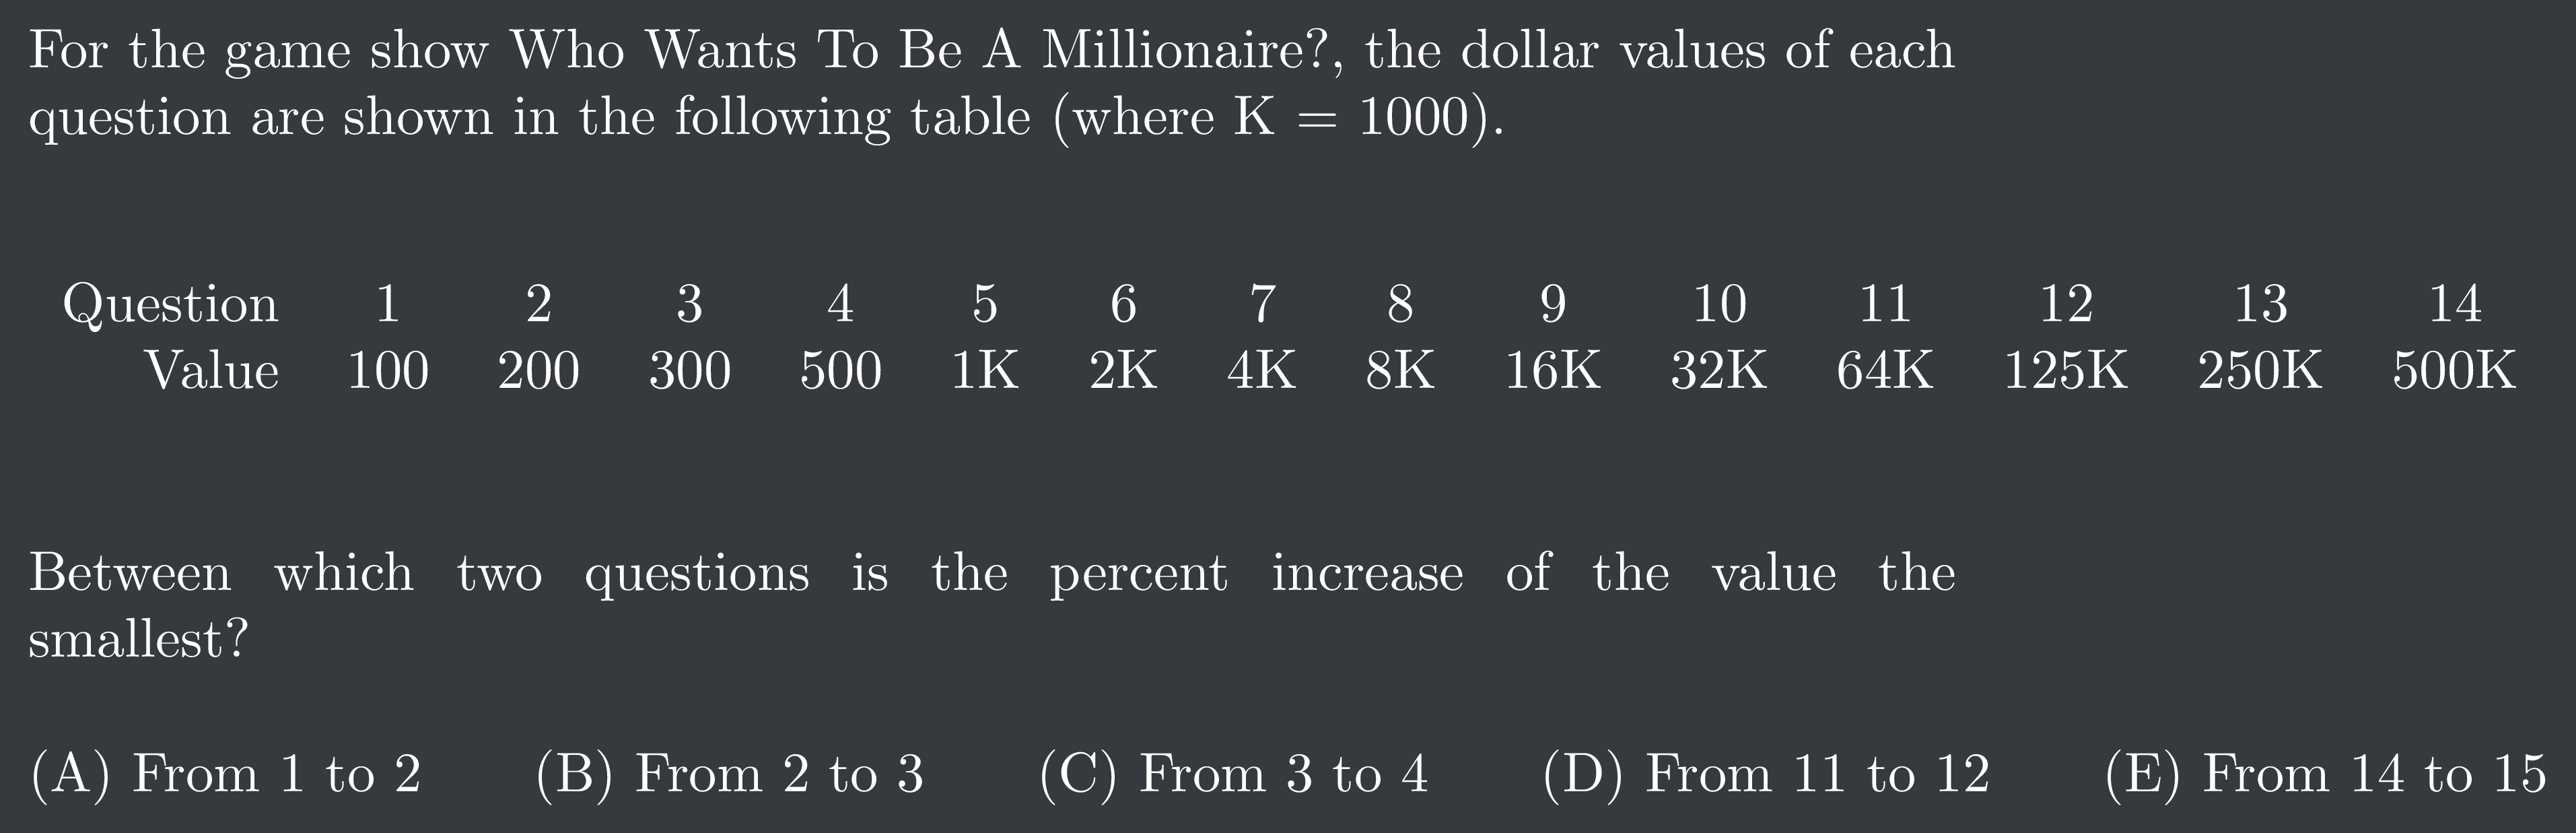 For the game show Who Wants To Be A Millionaire?, the dollar values of each
question are shown in the following table (where K = 1000).
Question 1 2 3 4 5 6 7 8 9 10 11 12 13 14
Value 100 200 300 500 1K 2K 4K 8K 16K 32K 64K 125K 250K 500K
Between which two questions is the percent increase of the value the
smallest?
(A) From 1 to 2 (B) From 2 to 3 (C) From 3 to 4 (D) From 11 to 12 (E) From 14 to 15